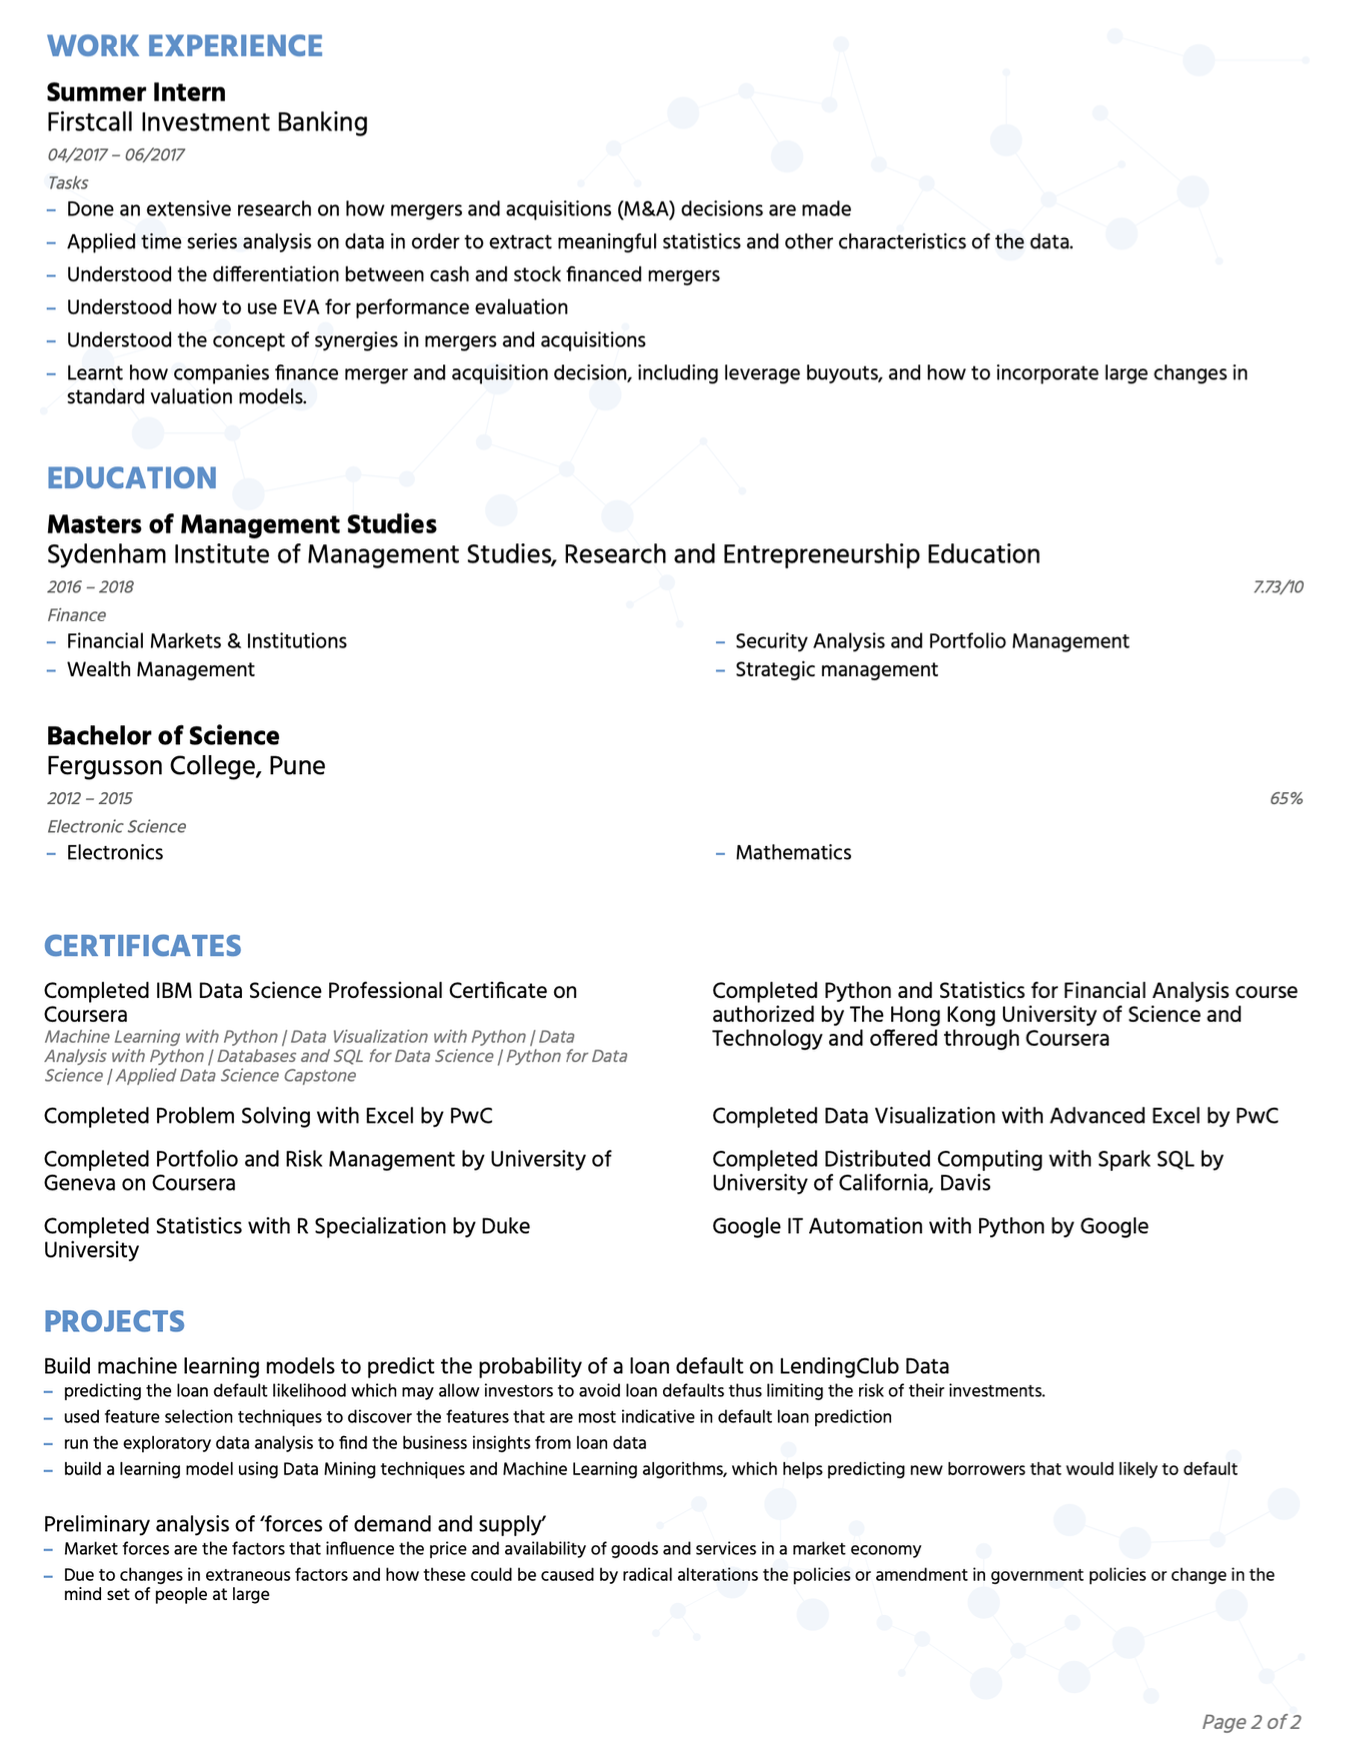 WORK EXPERIENCE
Summer Intern
Firstcall Investment Banking
04/2017 – 06/2017
Tasks
– Done an extensive research on how mergers and acquisitions (M&A) decisions are made
– Applied time series analysis on data in order to extract meaningful statistics and other characteristics of the data.
– Understood the differentiation between cash and stock financed mergers
– Understood how to use EVA for performance evaluation
– Understood the concept of synergies in mergers and acquisitions
– Learnt how companies finance merger and acquisition decision, including leverage buyouts, and how to incorporate large changes in
standard valuation models.
EDUCATION
Masters of Management Studies
Sydenham Institute of Management Studies, Research and Entrepreneurship Education
2016 – 2018 7.73/10
Finance
– Financial Markets & Institutions – Security Analysis and Portfolio Management
– Wealth Management – Strategic management
Bachelor of Science
Fergusson College, Pune
2012 – 2015 65%
Electronic Science
– Electronics – Mathematics
CERTIFICATES
Completed IBM Data Science Professional Certificate on
Coursera
Machine Learning with Python | Data Visualization with Python | Data
Analysis with Python | Databases and SQL for Data Science | Python for Data
Science | Applied Data Science Capstone
Completed Python and Statistics for Financial Analysis course
authorized by The Hong Kong University of Science and
Technology and offered through Coursera
Completed Problem Solving with Excel by PwC
Completed Data Visualization with Advanced Excel by PwC
Completed Portfolio and Risk Management by University of
Geneva on Coursera
Completed Distributed Computing with Spark SQL by
University of California, Davis
Completed Statistics with R Specialization by Duke
University
Google IT Automation with Python by Google
PROJECTS
Build machine learning models to predict the probability of a loan default on LendingClub Data
– predicting the loan default likelihood which may allow investors to avoid loan defaults thus limiting the risk of their investments.
– used feature selection techniques to discover the features that are most indicative in default loan prediction
– run the exploratory data analysis to find the business insights from loan data
– build a learning model using Data Mining techniques and Machine Learning algorithms, which helps predicting new borrowers that would likely to default
Preliminary analysis of ‘forces of demand and supply’
– Market forces are the factors that influence the price and availability of goods and services in a market economy
– Due to changes in extraneous factors and how these could be caused by radical alterations the policies or amendment in government policies or change in the
mind set of people at large
Page 2 of 2